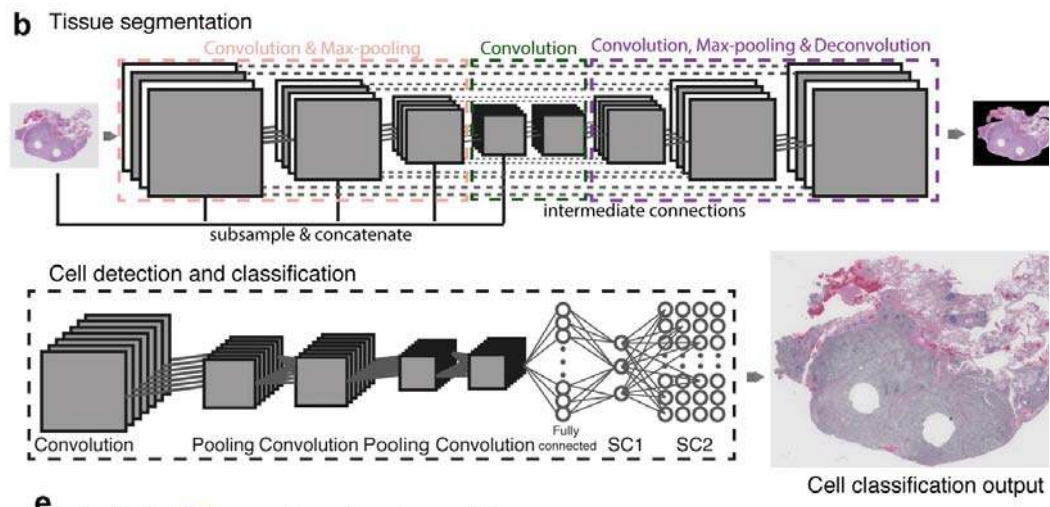 b Tissue segmentation
Convolution & Max-pooling Convolution Convolution, Max-pooling & Deconvolution
intermediate connections
subsample & concatenate
Cell detection and classification
Fully
connected
Convolution Pooling Convolution Pooling Convolution SC1 SC2
Cell classification output
e